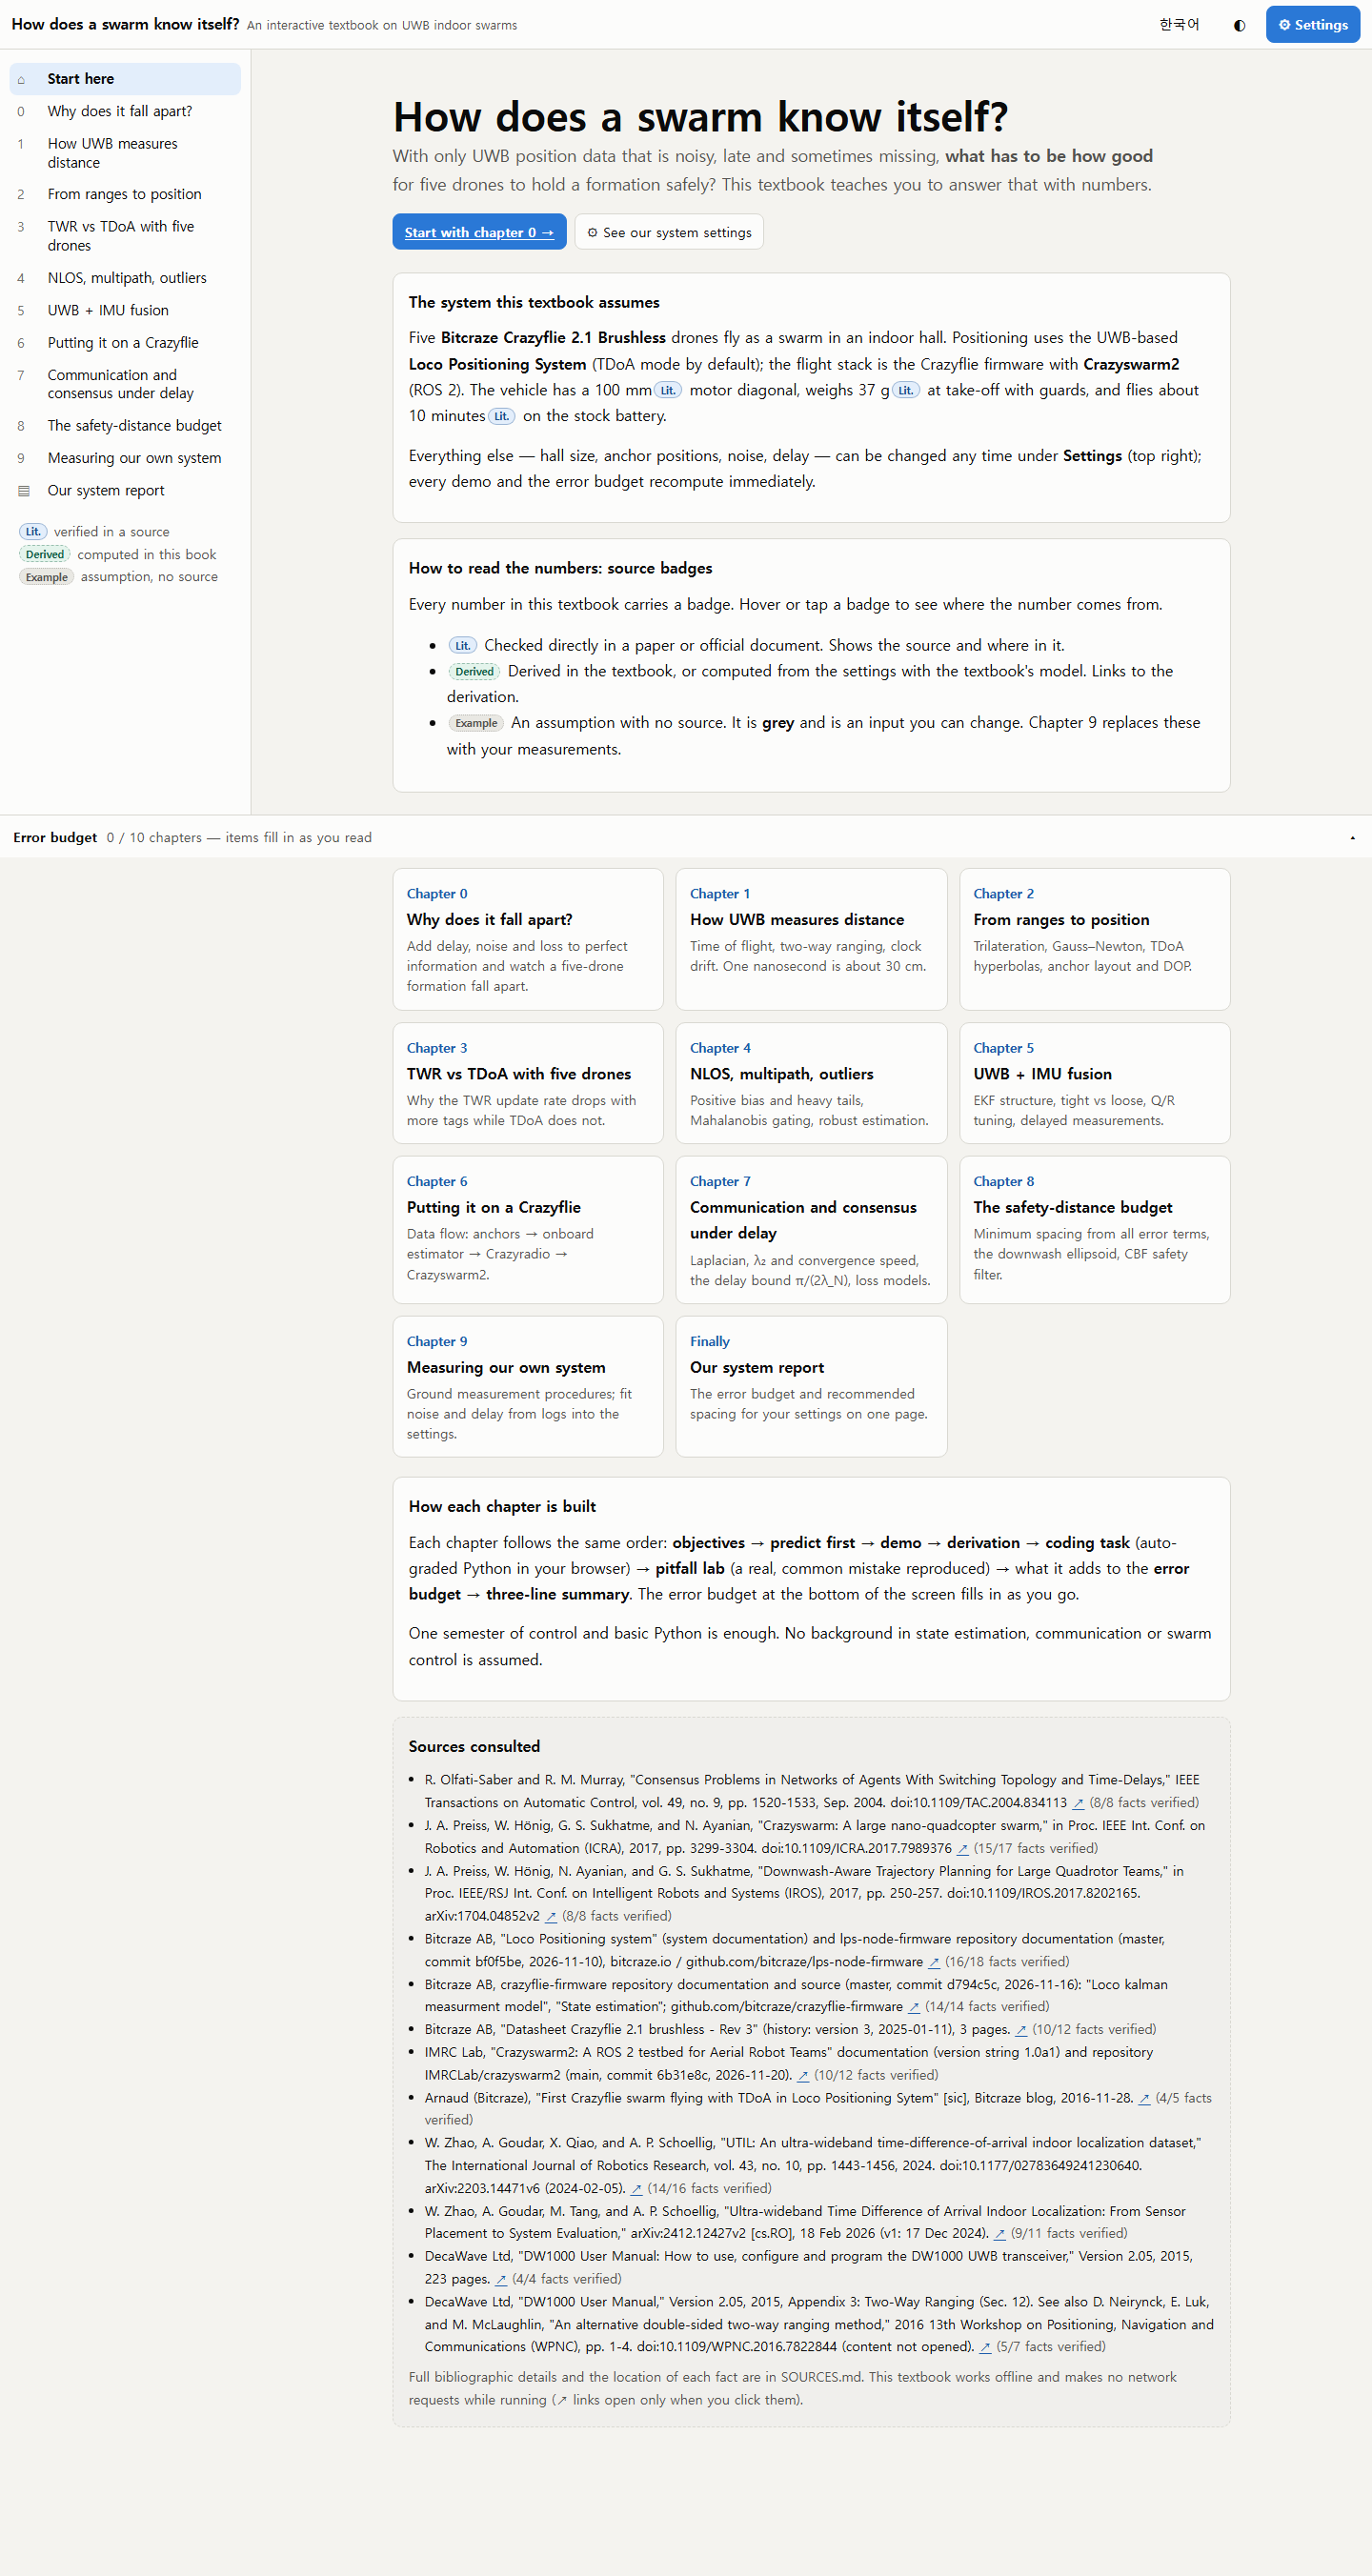 How does a swarm know itself? An interactive textbook on UWB indoor swarms
한국어
Settings
Start here
0 Why does it fall apart?
1 How UWB measures
distance
2 From ranges to position
3 TWR vs TDoA with five
drones
4 NLOS, multipath, outliers
5 UWB + IMU fusion
6 Putting it on a Crazyflie
7 Communication and
consensus under delay
8 The safety-distance budget
9 Measuring our own system
Our system report
Lit. verified in a source
Derived computed in this book
Example assumption, no source
How does a swarm know itself?
With only UWB position data that is noisy, late and sometimes missing, what has to be how good
for five drones to hold a formation safely? This textbook teaches you to answer that with numbers.
Start with chapter 0 →
⚙ See our system settings
The system this textbook assumes
Five Bitcraze Crazyflie 2.1 Brushless drones fly as a swarm in an indoor hall. Positioning uses the UWB-based
Loco Positioning System (TDoA mode by default); the flight stack is the Crazyflie firmware with Crazyswarm2
(ROS 2). The vehicle has a 100 mm Lit. motor diagonal, weighs 37 g Lit. at take-off with guards, and flies about
10 minutes Lit. on the stock battery.
Everything else — hall size, anchor positions, noise, delay — can be changed any time under Settings (top right);
every demo and the error budget recompute immediately.
How to read the numbers: source badges
Every number in this textbook carries a badge. Hover or tap a badge to see where the number comes from.
• Lit. Checked directly in a paper or official document. Shows the source and where in it.
• Derived Derived in the textbook, or computed from the settings with the textbook's model. Links to the
derivation.
• Example An assumption with no source. It is grey and is an input you can change. Chapter 9 replaces these
with your measurements.
Error budget 0 / 10 chapters — items fill in as you read
Chapter 0
Why does it fall apart?
Add delay, noise and loss to perfect
information and watch a five-drone
formation fall apart.
Chapter 1
How UWB measures distance
Time of flight, two-way ranging, clock
drift. One nanosecond is about 30 cm.
Chapter 2
From ranges to position
Trilateration, Gauss–Newton, TDoA
hyperbolas, anchor layout and DOP.
Chapter 3
TWR vs TDoA with five drones
Why the TWR update rate drops with
more tags while TDoA does not.
Chapter 4
NLOS, multipath, outliers
Positive bias and heavy tails,
Mahalanobis gating, robust estimation.
Chapter 5
UWB + IMU fusion
EKF structure, tight vs loose, Q/R
tuning, delayed measurements.
Chapter 6
Putting it on a Crazyflie
Data flow: anchors → onboard
estimator → Crazyradio →
Crazyswarm2.
Chapter 7
Communication and consensus
under delay
Laplacian, λ₂ and convergence speed,
the delay bound π/(2λ_N), loss models.
Chapter 8
The safety-distance budget
Minimum spacing from all error terms,
the downwash ellipsoid, CBF safety
filter.
Chapter 9
Measuring our own system
Ground measurement procedures; fit
noise and delay from logs into the
settings.
Finally
Our system report
The error budget and recommended
spacing for your settings on one page.
How each chapter is built
Each chapter follows the same order: objectives → predict first → demo → derivation → coding task (auto-
graded Python in your browser) → pitfall lab (a real, common mistake reproduced) → what it adds to the error
budget → three-line summary. The error budget at the bottom of the screen fills in as you go.
One semester of control and basic Python is enough. No background in state estimation, communication or swarm
control is assumed.
Sources consulted
• R. Olfati-Saber and R. M. Murray, "Consensus Problems in Networks of Agents With Switching Topology and Time-Delays," IEEE
Transactions on Automatic Control, vol. 49, no. 9, pp. 1520-1533, Sep. 2004. doi:10.1109/TAC.2004.834113 ↗ (8/8 facts verified)
• J. A. Preiss, W. Hönig, G. S. Sukhatme, and N. Ayanian, "Crazyswarm: A large nano-quadcopter swarm," in Proc. IEEE Int. Conf. on
Robotics and Automation (ICRA), 2017, pp. 3299-3304. doi:10.1109/ICRA.2017.7989376 ↗ (15/17 facts verified)
• J. A. Preiss, W. Hönig, N. Ayanian, and G. S. Sukhatme, "Downwash-Aware Trajectory Planning for Large Quadrotor Teams," in
Proc. IEEE/RSJ Int. Conf. on Intelligent Robots and Systems (IROS), 2017, pp. 250-257. doi:10.1109/IROS.2017.8202165.
arXiv:1704.04852v2 ↗ (8/8 facts verified)
• Bitcraze AB, "Loco Positioning system" (system documentation) and lps-node-firmware repository documentation (master,
commit bf0f5be, 2026-11-10), bitcraze.io / github.com/bitcraze/lps-node-firmware ↗ (16/18 facts verified)
• Bitcraze AB, crazyflie-firmware repository documentation and source (master, commit d794c5c, 2026-11-16): "Loco kalman
measurment model", "State estimation"; github.com/bitcraze/crazyflie-firmware ↗ (14/14 facts verified)
• Bitcraze AB, "Datasheet Crazyflie 2.1 brushless - Rev 3" (history: version 3, 2025-01-11), 3 pages. ↗ (10/12 facts verified)
• IMRC Lab, "Crazyswarm2: A ROS 2 testbed for Aerial Robot Teams" documentation (version string 1.0a1) and repository
IMRCLab/crazyswarm2 (main, commit 6b31e8c, 2026-11-20). ↗ (10/12 facts verified)
• Arnaud (Bitcraze), "First Crazyflie swarm flying with TDoA in Loco Positioning Sytem" [sic], Bitcraze blog, 2016-11-28. ↗ (4/5 facts
verified)
• W. Zhao, A. Goudar, X. Qiao, and A. P. Schoellig, "UTIL: An ultra-wideband time-difference-of-arrival indoor localization dataset,"
The International Journal of Robotics Research, vol. 43, no. 10, pp. 1443-1456, 2024. doi:10.1177/02783649241230640.
arXiv:2203.14471v6 (2024-02-05). ↗ (14/16 facts verified)
• W. Zhao, A. Goudar, M. Tang, and A. P. Schoellig, "Ultra-wideband Time Difference of Arrival Indoor Localization: From Sensor
Placement to System Evaluation," arXiv:2412.12427v2 [cs.RO], 18 Feb 2026 (v1: 17 Dec 2024). ↗ (9/11 facts verified)
• DecaWave Ltd, "DW1000 User Manual: How to use, configure and program the DW1000 UWB transceiver," Version 2.05, 2015,
223 pages. ↗ (4/4 facts verified)
• DecaWave Ltd, "DW1000 User Manual," Version 2.05, 2015, Appendix 3: Two-Way Ranging (Sec. 12). See also D. Neirynck, E. Luk,
and M. McLaughlin, "An alternative double-sided two-way ranging method," 2016 13th Workshop on Positioning, Navigation and
Communications (WPNC), pp. 1-4. doi:10.1109/WPNC.2016.7822844 (content not opened). ↗ (5/7 facts verified)
Full bibliographic details and the location of each fact are in SOURCES.md. This textbook works offline and makes no network
requests while running (↗ links open only when you click them).